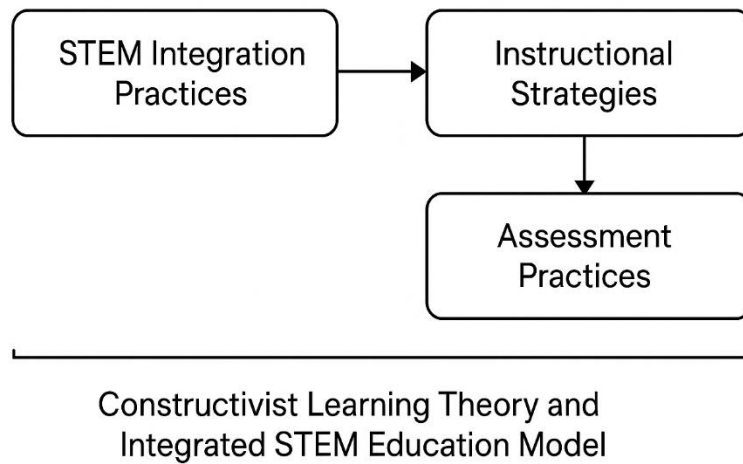 STEM Integration
Practices
Instructional
Strategies
Assessment
Practices
Constructivist Learning Theory and
Integrated STEM Education Model